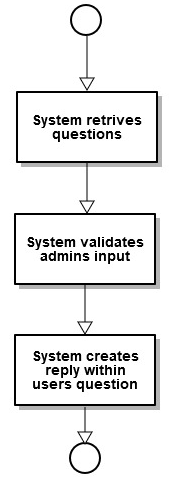 System retrives
questions
System validates
admins input
System creates
reply within
users question